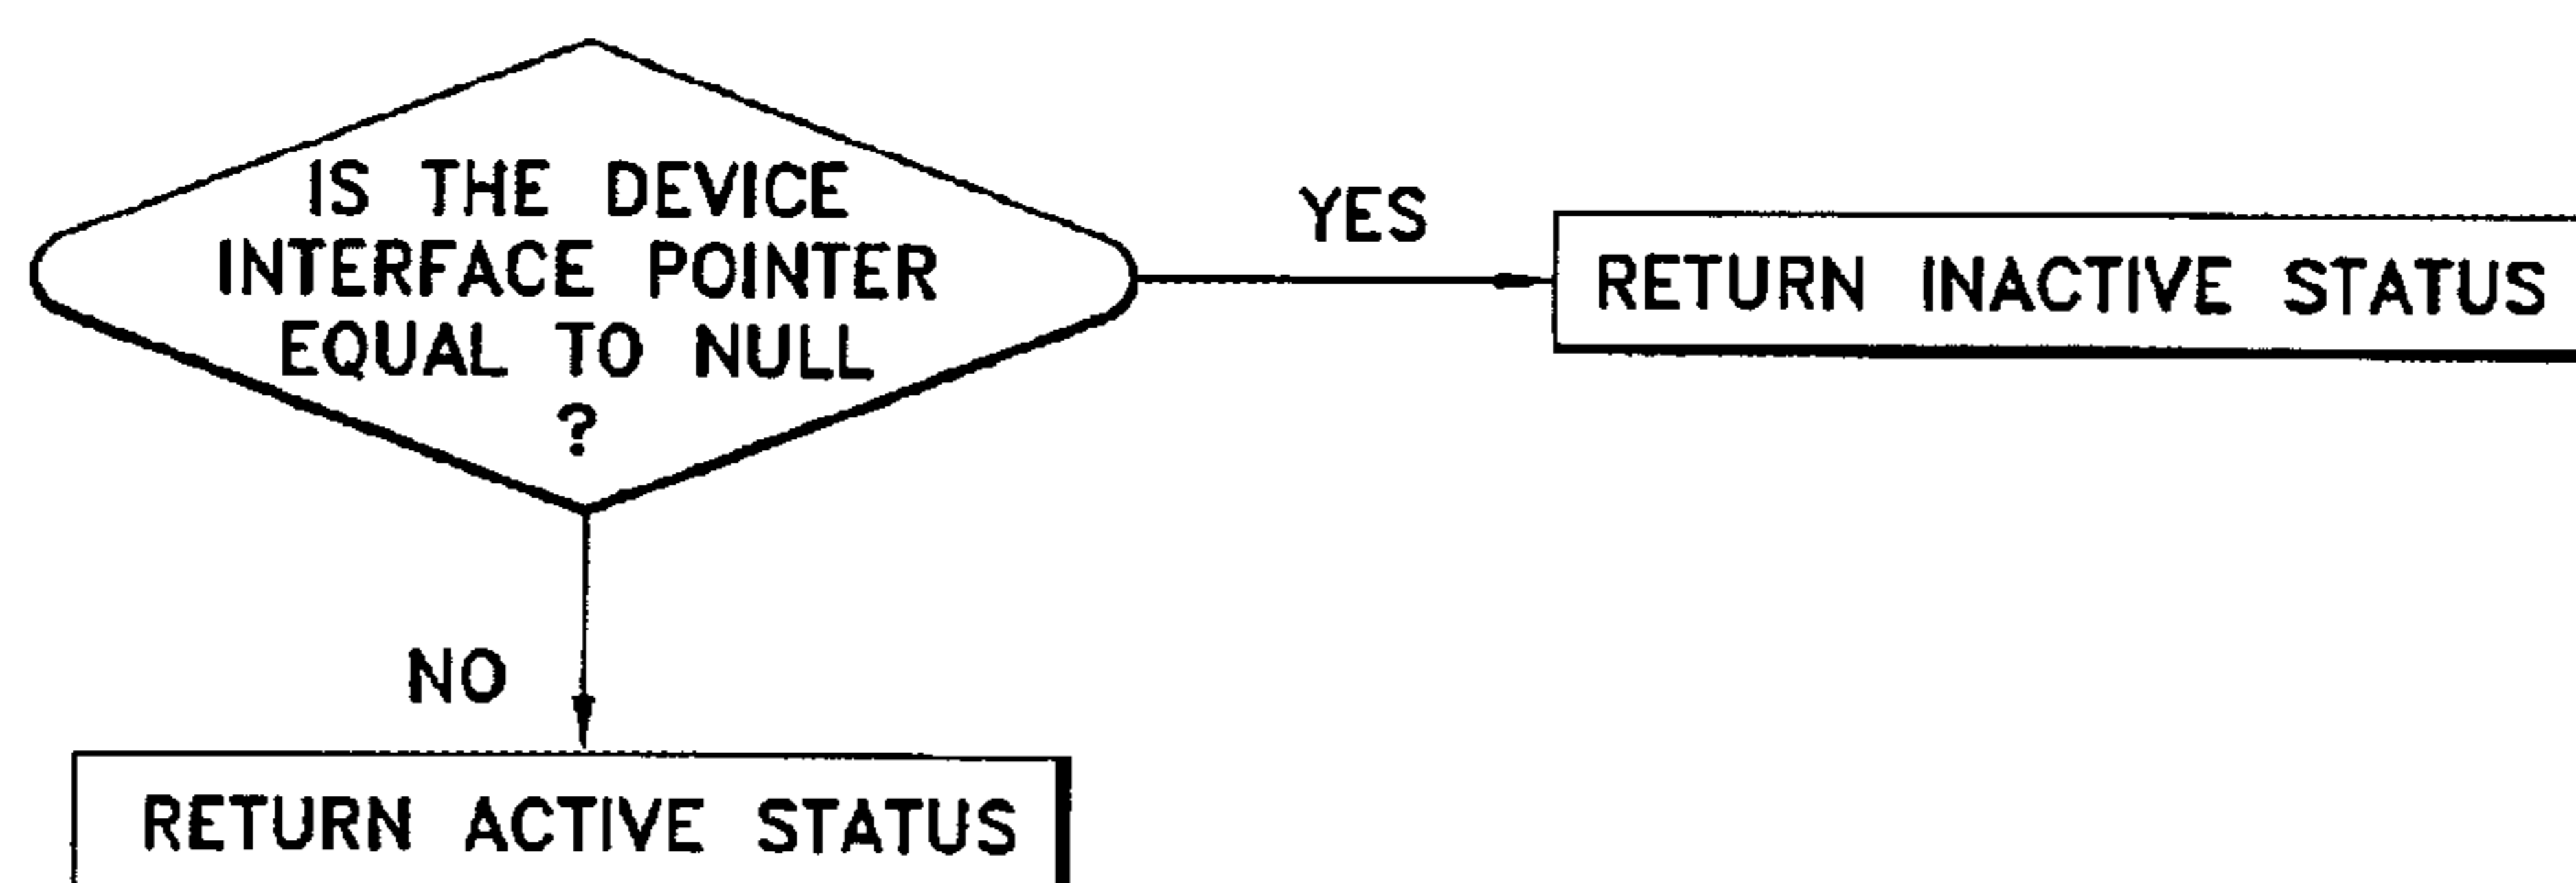 IS THE DEVICE
INTERFACE POINTER
EQUAL TO NULL
?
YES
RETURN INACTIVE STATUS
NO
RETURN ACTIVE STATUS